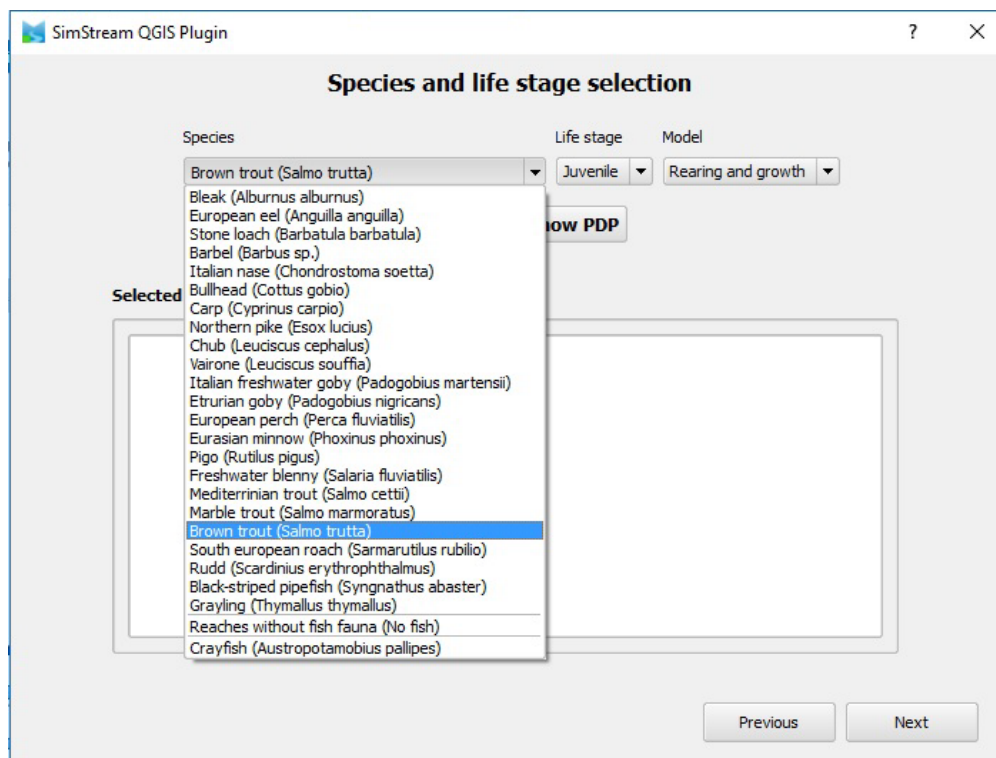 SimStream QGIS Plugin
?
Species and life stage selection
Species Life stage Model
Brown trout (Salmo trutta) Juvenile Rearing and growth
Bleak (Alburnus alburnus)
European eel (Anguilla anguilla)
Stone loach (Barbatula barbatula)
PDP
Barbel (Barbus sp.)
Italian nase (Chondrostoma soetta)
Bullhead (Cottus gobio)
Selected
Carp (Cyprinus carpio)
Northern pike (Esox lucius)
Chub (Leuciscus cephalus)
Vairone (Leuciscus souffia)
Italian freshwater goby (Padogobius martensii)
Etrurian goby (Padogobius nigricans)
European perch (Perca fluviatilis)
Eurasian minnow (Phoxinus phoxinus)
Pigo (Rutilus pigus)
Freshwater blenny (Salaria fluviatilis)
Mediterrinian trout (Salmo cettii)
Marble trout (Salmo marmoratus)
Brown trout (Salmo trutta)
South european roach (Sarmarutilus rubilio)
Rudd (Scardinius erythrophthalmus)
Black-striped pipefish (Syngnathus abaster)
Grayling (Thymallus thymallus)
Reaches without fish fauna (No fish)
Crayfish (Austropotamobius pallipes)
Previous Next